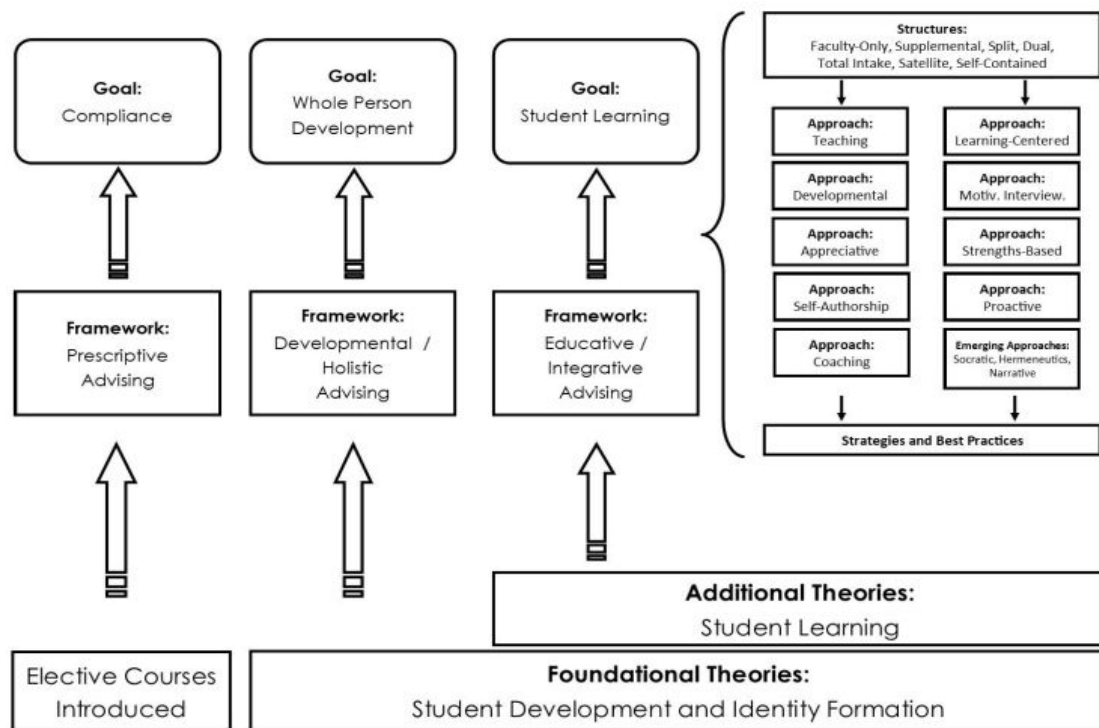 Goal:
Compliance
Goal:
Whole Person
Development
Goal:
Student Learning
Framework:
Prescriptive
Advising
Framework:
Developmental /
Holistic
Advising
Framework:
Educative /
Integrative
Advising
Elective Courses
Introduced
Additional Theories:
Student Learning
Foundational Theories:
Student Development and Identity Formation
Structures:
Faculty-Only, Supplemental, Split, Dual,
Total Intake, Satellite, Self-Contained
Approach:
Teaching
Approach:
Developmental
Approach:
Appreciative
Approach:
Self-Authorship
Approach:
Coaching
Approach:
Learning-Centered
Approach:
Motiv. Interview.
Approach:
Strengths-Based
Approach:
Proactive
Emerging Approaches:
Socratic, Hermeneutics,
Narrative
Strategies and Best Practices